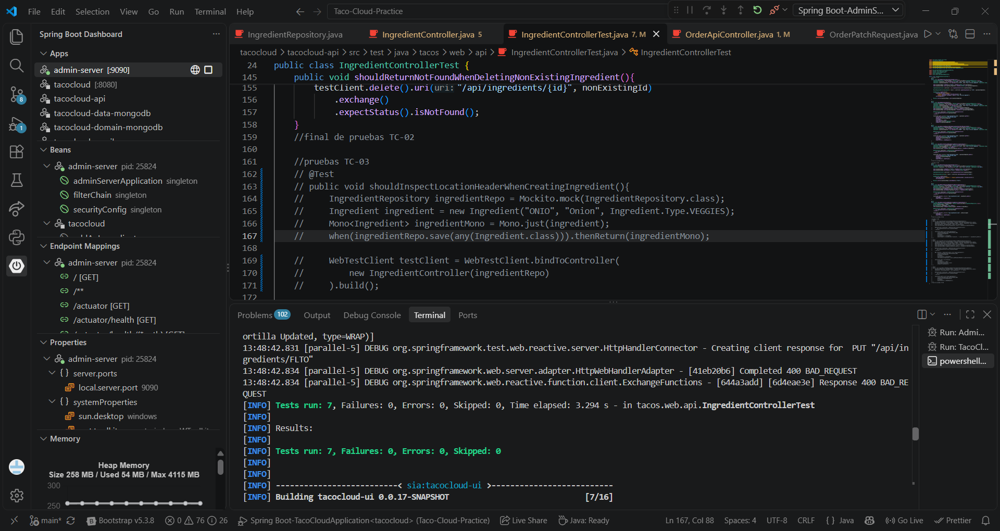 File Edit Selection View Go Run Terminal Help
Taco-Cloud-Practice
Spring Boot-AdminS...
Spring Boot Dashboard
Apps
admin-server [:9090]
tacocloud [:8080]
tacocloud-api
tacocloud-data-mongodb
tacocloud-domain-mongodb
Beans
admin-server pid: 25824
adminServerApplication singleton
filterChain singleton
securityConfig singleton
tacocloud
Endpoint Mappings
admin-server pid: 25824
/ [GET]
/**
/actuator [GET]
/actuator/health [GET]
Properties
admin-server pid: 25824
{ } server.ports
local.server.port 9090
{ } systemProperties
sun.desktop windows
Memory
Heap Memory
Size 258 MB / Used 54 MB / Max 4115 MB
300
250
8
1
IngredientRepository.java
IngredientController.java 5
IngredientControllerTest.java 7, M
OrderApiController.java 1, M
OrderPatchRequest.java
tacocloud > tacocloud-api > src > test > java > tacos > web > api > IngredientControllerTest.java > IngredientControllerTest
24 public class IngredientControllerTest {
145 public void shouldReturnNotFoundWhenDeletingNonExistingIngredient(){
155 testClient.delete().uri(uri: "/api/ingredients/{id}", nonExistingId)
156 .exchange()
157 .expectStatus().isNotFound();
158 }
159 //final de pruebas TC-02
160
161 //pruebas TC-03
162 // @Test
163 // public void shouldInspectLocationHeaderWhenCreatingIngredient(){
164 // IngredientRepository ingredientRepo = Mockito.mock(IngredientRepository.class);
165 // Ingredient ingredient = new Ingredient("ONIO", "Onion", Ingredient.Type.VEGGIES);
166 // Mono<Ingredient> ingredientMono = Mono.just(ingredient);
167 // when(ingredientRepo.save(any(Ingredient.class))).thenReturn(ingredientMono);
168
169 // WebTestClient testClient = WebTestClient.bindToController(
170 // new IngredientController(ingredientRepo)
171 // ).build();
172
Problems 102 Output Debug Console Terminal Ports
ortilla Updated, type=WRAP)]
13:48:42.831 [parallel-5] DEBUG org.springframework.test.web.reactive.server.HttpHandlerConnector - Creating client response for  PUT "/api/in
gredients/FLTO"
13:48:42.834 [parallel-5] DEBUG org.springframework.web.server.adapter.HttpWebHandlerAdapter - [41eb20b6] Completed 400 BAD_REQUEST
13:48:42.834 [parallel-5] DEBUG org.springframework.web.reactive.function.client.ExchangeFunctions - [644a3add] [6d4eae3e] Response 400 BAD_RE
QUEST
[INFO] Tests run: 7, Failures: 0, Errors: 0, Skipped: 0, Time elapsed: 3.294 s - in tacos.web.api.IngredientControllerTest
[INFO]
[INFO] Results:
[INFO]
[INFO] Tests run: 7, Failures: 0, Errors: 0, Skipped: 0
[INFO]
[INFO]
[INFO] --------------------------< sia:tacocloud-ui >--------------------------
[INFO] Building tacocloud-ui 0.0.17-SNAPSHOT [7/16]
Run: Admi...
Run: TacoCl...
powershell...
main* Bootstrap v5.3.8 0 76 26 Spring Boot-TacoCloudApplication<tacocloud> (Taco-Cloud-Practice) Live Share Java: Ready Ln 167, Col 88 Spaces: 4 UTF-8 CRLF { } Java Go Live Prettier